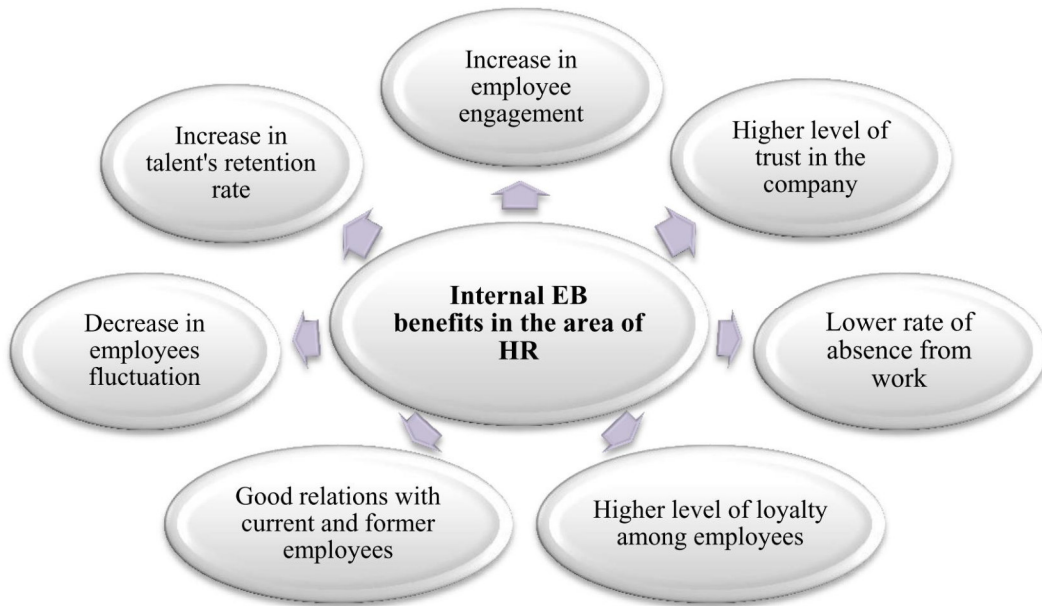 Increase in
employee
engagement
Higher level of
trust in the
company
Lower rate of
absence from
work
Higher level of loyalty
among employees
Good relations with
current and former
employees
Decrease in
employees
fluctuation
Increase in
talent's retention
rate
Internal EB
benefits in the area of
HR